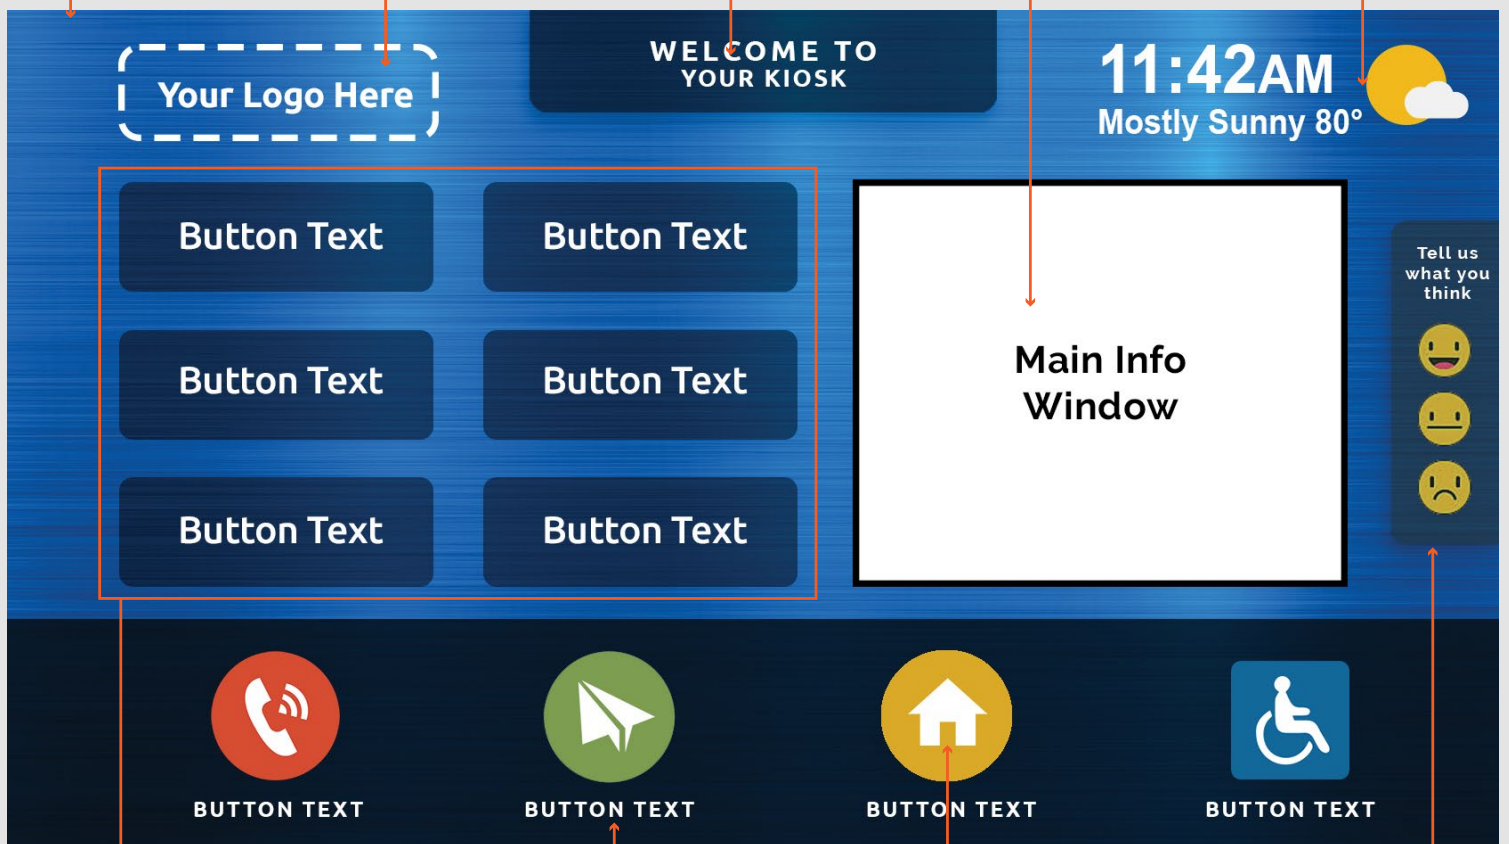 WELCOME TO
YOUR KIOSK
Your Logo Here
11:42AM
Mostly Sunny 80°
Button Text
Button Text
Button Text
Button Text
Button Text
Button Text
Main Info
Window
Tell us
what you
think
BUTTON TEXT
BUTTON TEXT
BUTTON TEXT
BUTTON TEXT